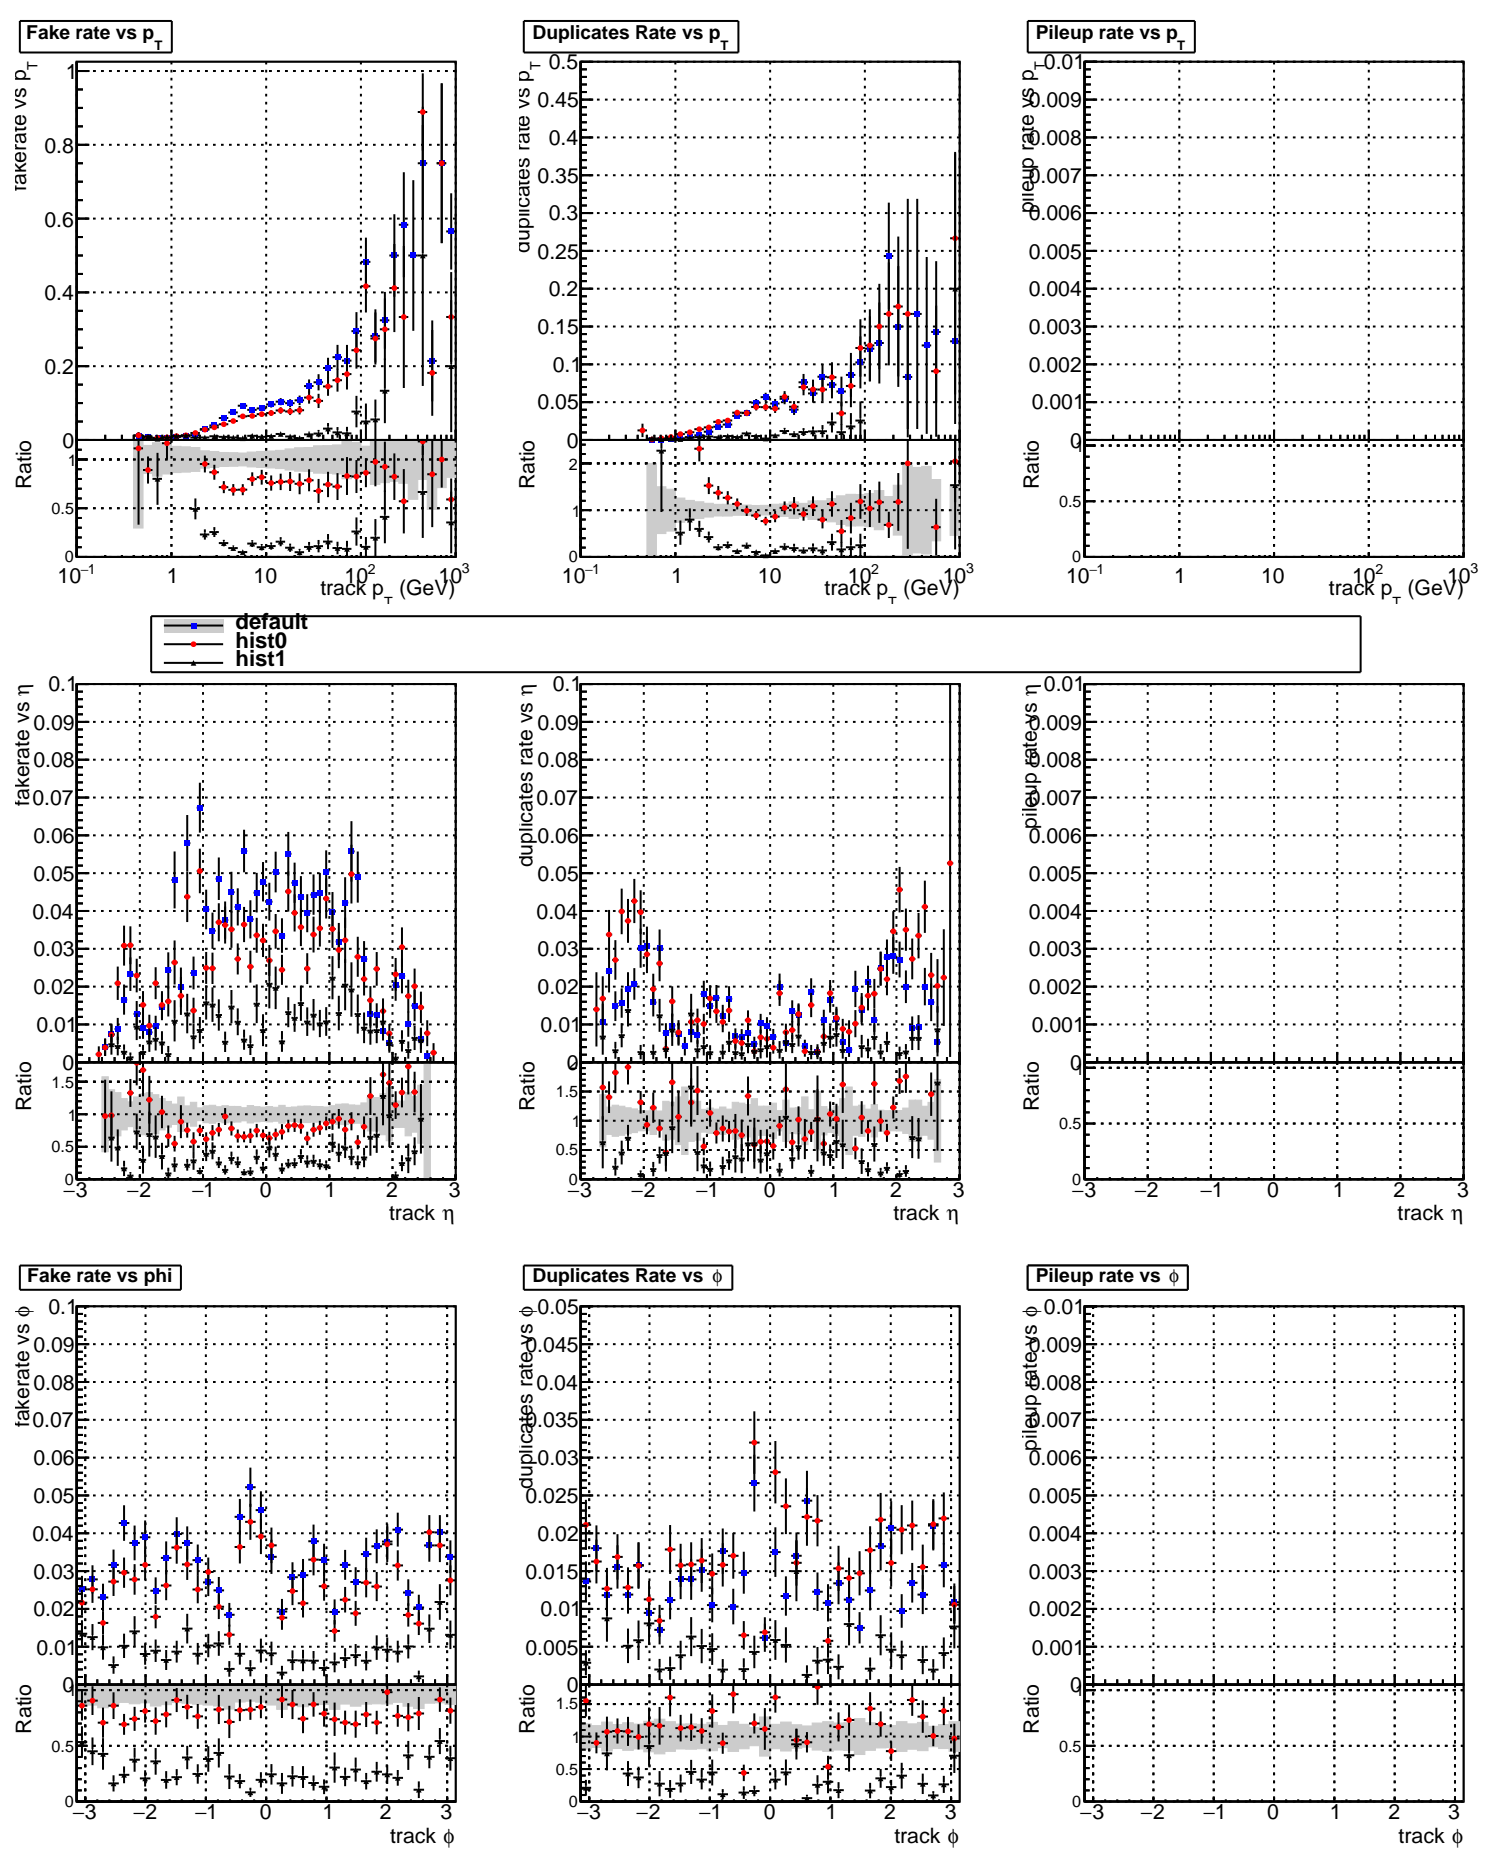 Fake rate vs p_T
Duplicates Rate vs p_T
Pileup rate vs p_T
fakerate vs p_T
1
0.8
0.6
0.4
0.2
0
Ratio
1
0.5
0
10⁻¹ 1 10 10² 10³
track p_T (GeV)
duplicates rate vs p_T
0.5
0.45
0.4
0.35
0.3
0.25
0.2
0.15
0.1
0.05
0
Ratio
2
1
0
10⁻¹ 1 10 10² 10³
track p_T (GeV)
pileup rate vs p_T
0.01
0.009
0.008
0.007
0.006
0.005
0.004
0.003
0.002
0.001
0
Ratio
0.5
0
10⁻¹ 1 10 10² 10³
track p_T (GeV)
default
hist0
hist1
fakerate vs η
0.1
0.09
0.08
0.07
0.06
0.05
0.04
0.03
0.02
0.01
0
Ratio
1.5
1
0.5
0
−3 −2 −1 0 1 2 3
track η
duplicates rate vs η
0.1
0.09
0.08
0.07
0.06
0.05
0.04
0.03
0.02
0.01
0
Ratio
1.5
1
0.5
0
−3 −2 −1 0 1 2 3
track η
pileup rate vs η
0.01
0.009
0.008
0.007
0.006
0.005
0.004
0.003
0.002
0.001
0
Ratio
0.5
0
−3 −2 −1 0 1 2 3
track η
Fake rate vs phi
Duplicates Rate vs ϕ
Pileup rate vs ϕ
fakerate vs ϕ
0.1
0.09
0.08
0.07
0.06
0.05
0.04
0.03
0.02
0.01
0
Ratio
0.5
0
−3 −2 −1 0 1 2 3
track ϕ
duplicates rate vs ϕ
0.05
0.045
0.04
0.035
0.03
0.025
0.02
0.015
0.01
0.005
0
Ratio
1.5
1
0.5
0
−3 −2 −1 0 1 2 3
track ϕ
pileup rate vs ϕ
0.01
0.009
0.008
0.007
0.006
0.005
0.004
0.003
0.002
0.001
0
Ratio
0.5
0
−3 −2 −1 0 1 2 3
track ϕ